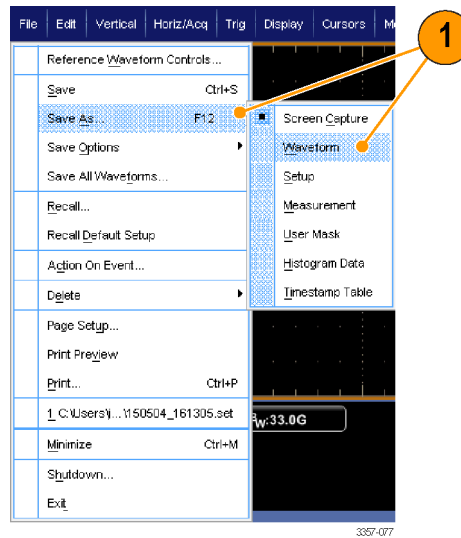 File Edit Vertical Horiz/Acq Trig Display Cursors
1
Reference Waveform Controls...
Save Ctrl+S
Save As... F12
Save Options
Save All Waveforms...
Recall...
Recall Default Setup
Action On Event...
Delete
Page Setup...
Print Preview
Print... Ctrl+P
1 C:\Users\j...\150504_161305.set
Minimize Ctrl+M
Shutdown...
Exit
Screen Capture
Waveform
Setup
Measurement
User Mask
Histogram Data
Timestamp Table
BW:33.0G
3357-077